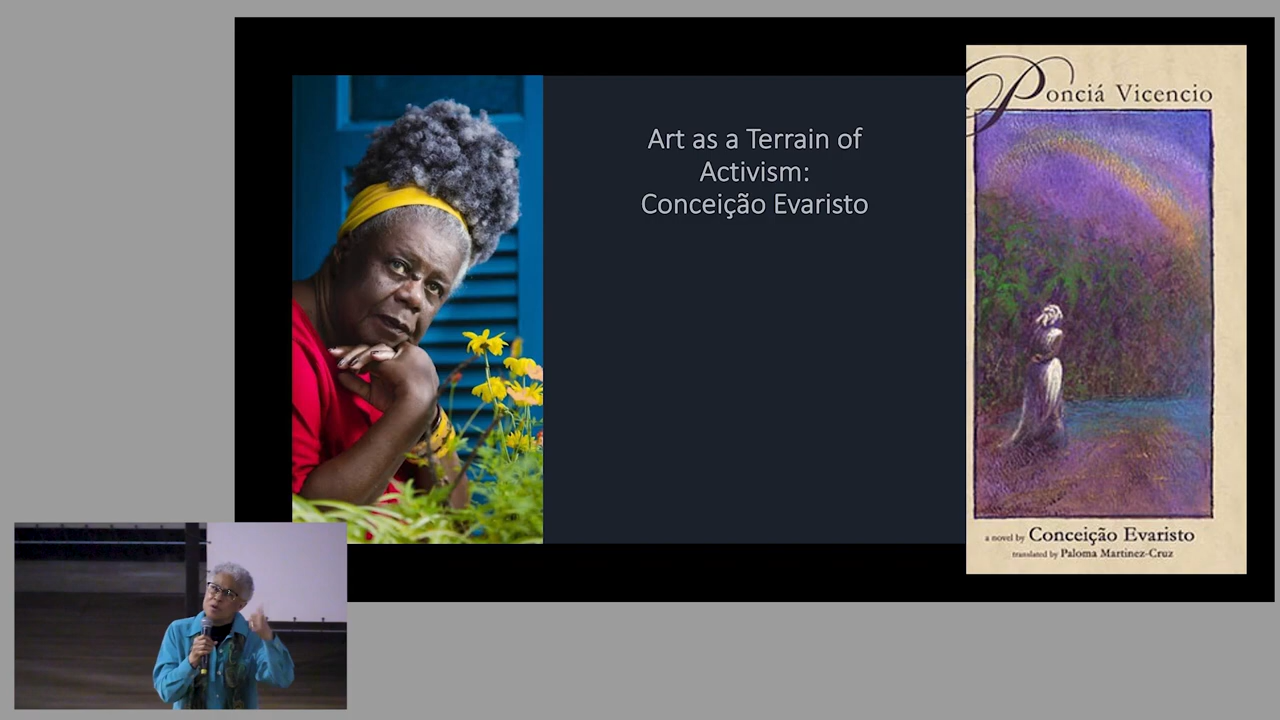 Art as a Terrain of
Activism:
Conceição Evaristo
Ponciá Vicencio
a novel by Conceição Evaristo
translated by Paloma Martinez-Cruz